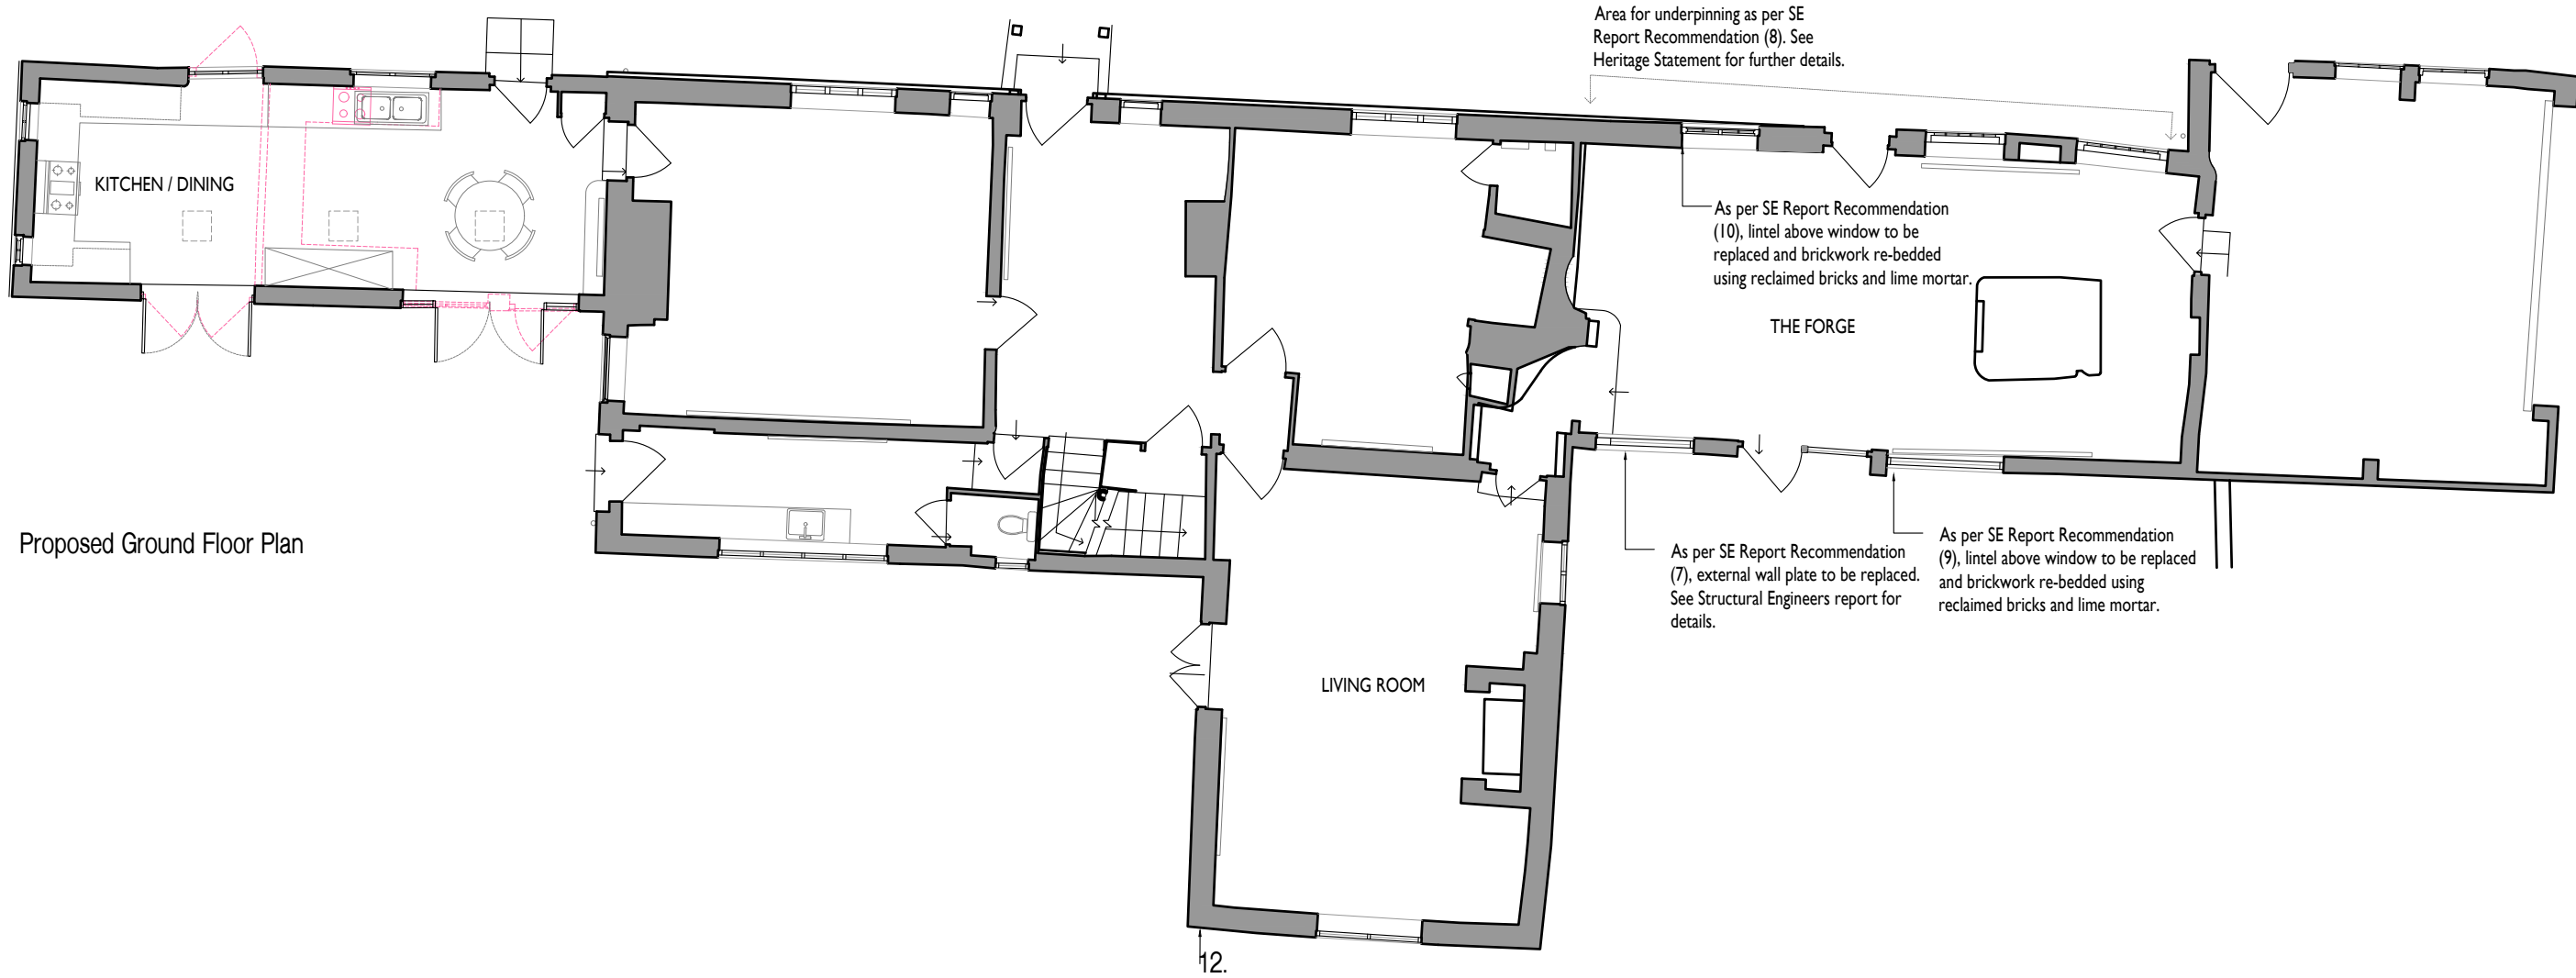 Area for underpinning as per SE
Report Recommendation (8). See
Heritage Statement for further details.
KITCHEN / DINING
As per SE Report Recommendation
(10), lintel above window to be
replaced and brickwork re-bedded
using reclaimed bricks and lime mortar.
THE FORGE
Proposed Ground Floor Plan
As per SE Report Recommendation
(7), external wall plate to be replaced.
See Structural Engineers report for
details.
As per SE Report Recommendation
(9), lintel above window to be replaced
and brickwork re-bedded using
reclaimed bricks and lime mortar.
LIVING ROOM
12.